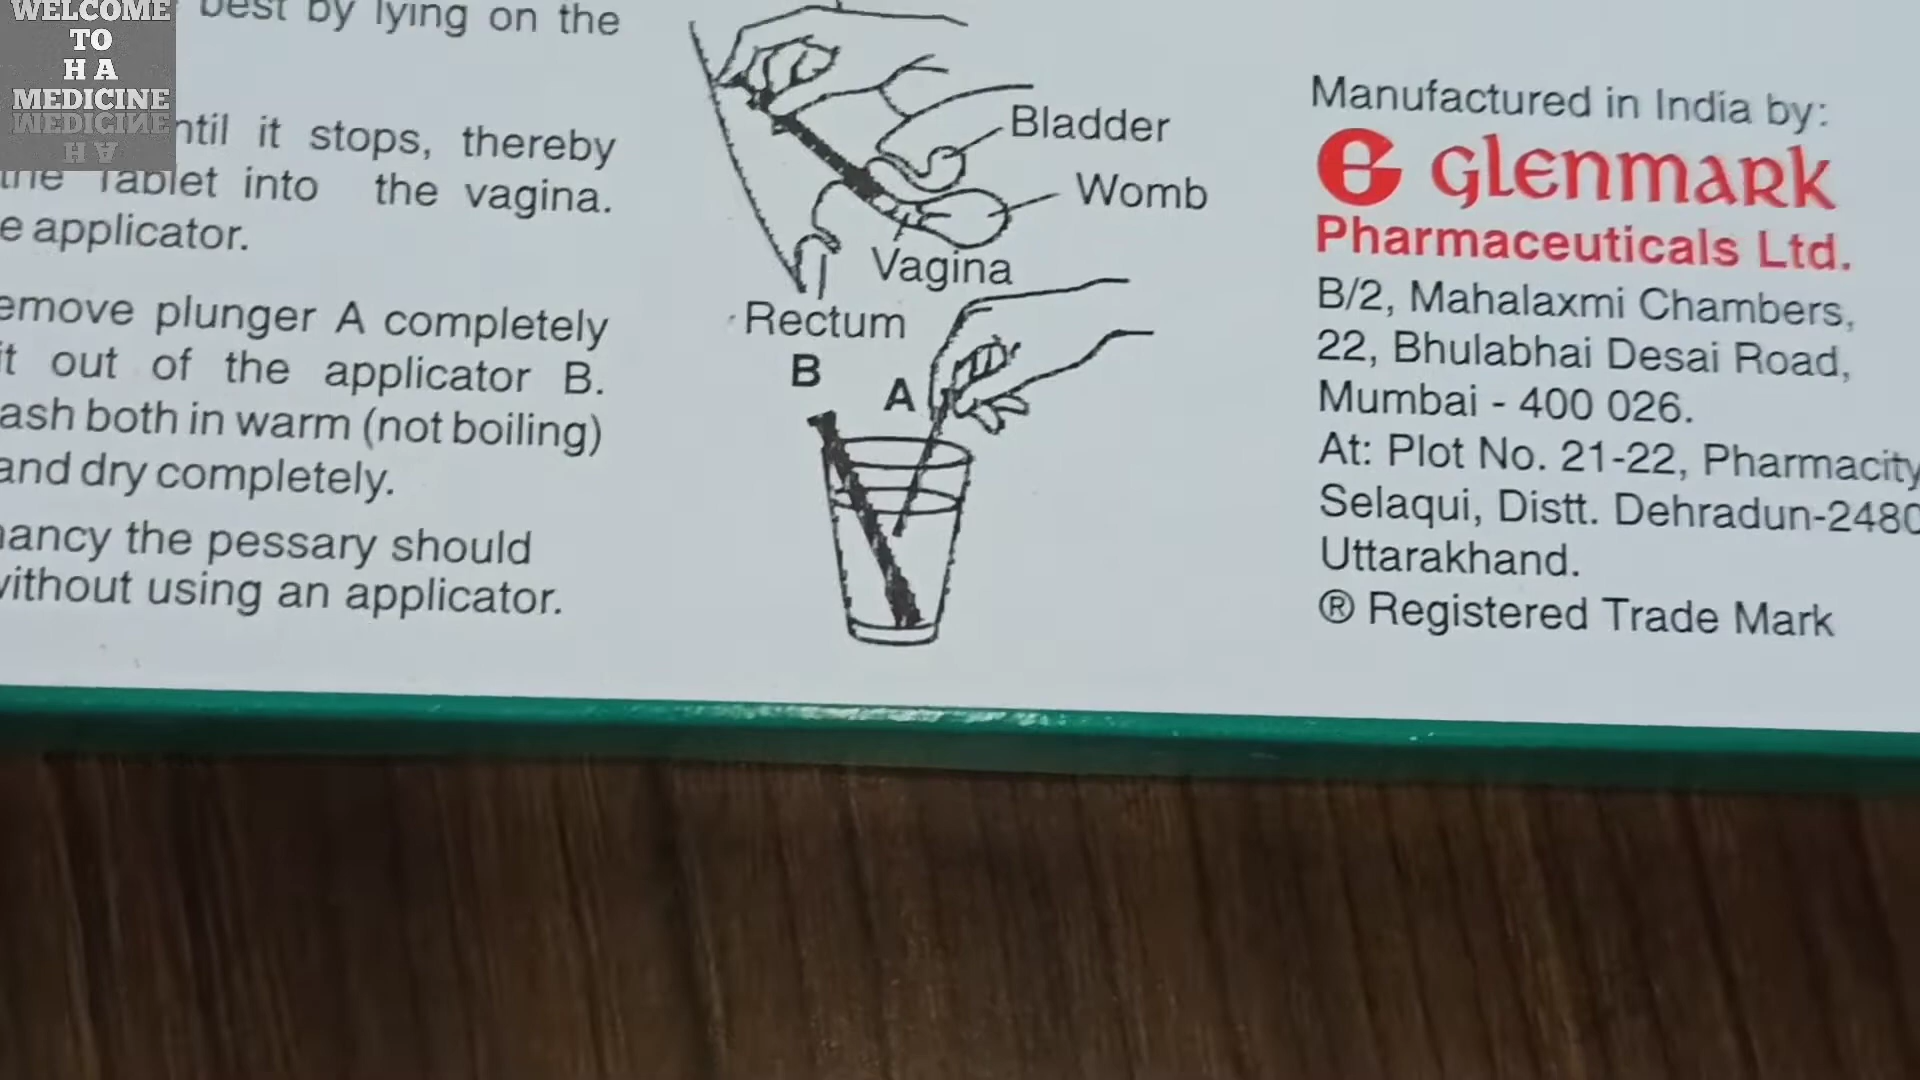 WELCOME
TO
H A
MEDICINE
best by lying on the
ntil it stops, thereby
the Tablet into the vagina.
e applicator.
emove plunger A completely
it out of the applicator B.
ash both in warm (not boiling)
and dry completely.
nancy the pessary should
without using an applicator.
Bladder
Womb
Vagina
Rectum
B
A
Manufactured in India by:
G glenmark
Pharmaceuticals Ltd.
B/2, Mahalaxmi Chambers,
22, Bhulabhai Desai Road,
Mumbai - 400 026.
At: Plot No. 21-22, Pharmacity
Selaqui, Distt. Dehradun-2480
Uttarakhand.
® Registered Trade Mark